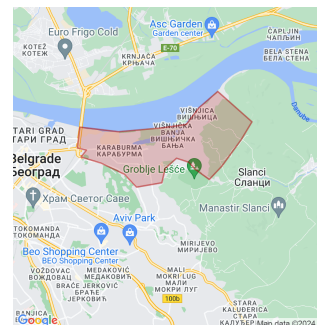 Asc Garden
Garden center
Euro Frigo Cold
ČAPLJIN
ЧАПЉИН
E-70
KOTEŽ
КОТЕЖ
KRNJAČA
КРЊАЧА
BELA STENA
БЕЛА СТЕНА
VIŠNJICA
ВИШЊИЦА
Danube
VIŠNJIČKA
BANJA
ВИШЊИЧКА
БАЊА
TARI GRAD
ТАРИ ГРАД
KARABURMA
КАРАБУРМА
Belgrade
Београд
Groblje Lešće
Slanci
Сланци
Храм Светог Саве
Manastir Slanci
Aviv Park
TOKOMANDA
ТОКОМАНДА
Beo Shopping Center
BEO Shopping Center
MIRIJEVO
МИРИЈЕВО
VOŽDOVAC
ВОЖДОВАЦ
MEDAKOVIĆ
МЕДАКОВИЋ
MALI
MOKRI LUG
МАЛИ
МОКРИ ЛУГ
BRAĆE
JERKOVIĆ
БРАЋЕ
ЈЕРКОВИЋ
100b
STARA
KALUĐERICA
СТАРА
КАЛУЂЕРИЦА
Google
Map data ©2024